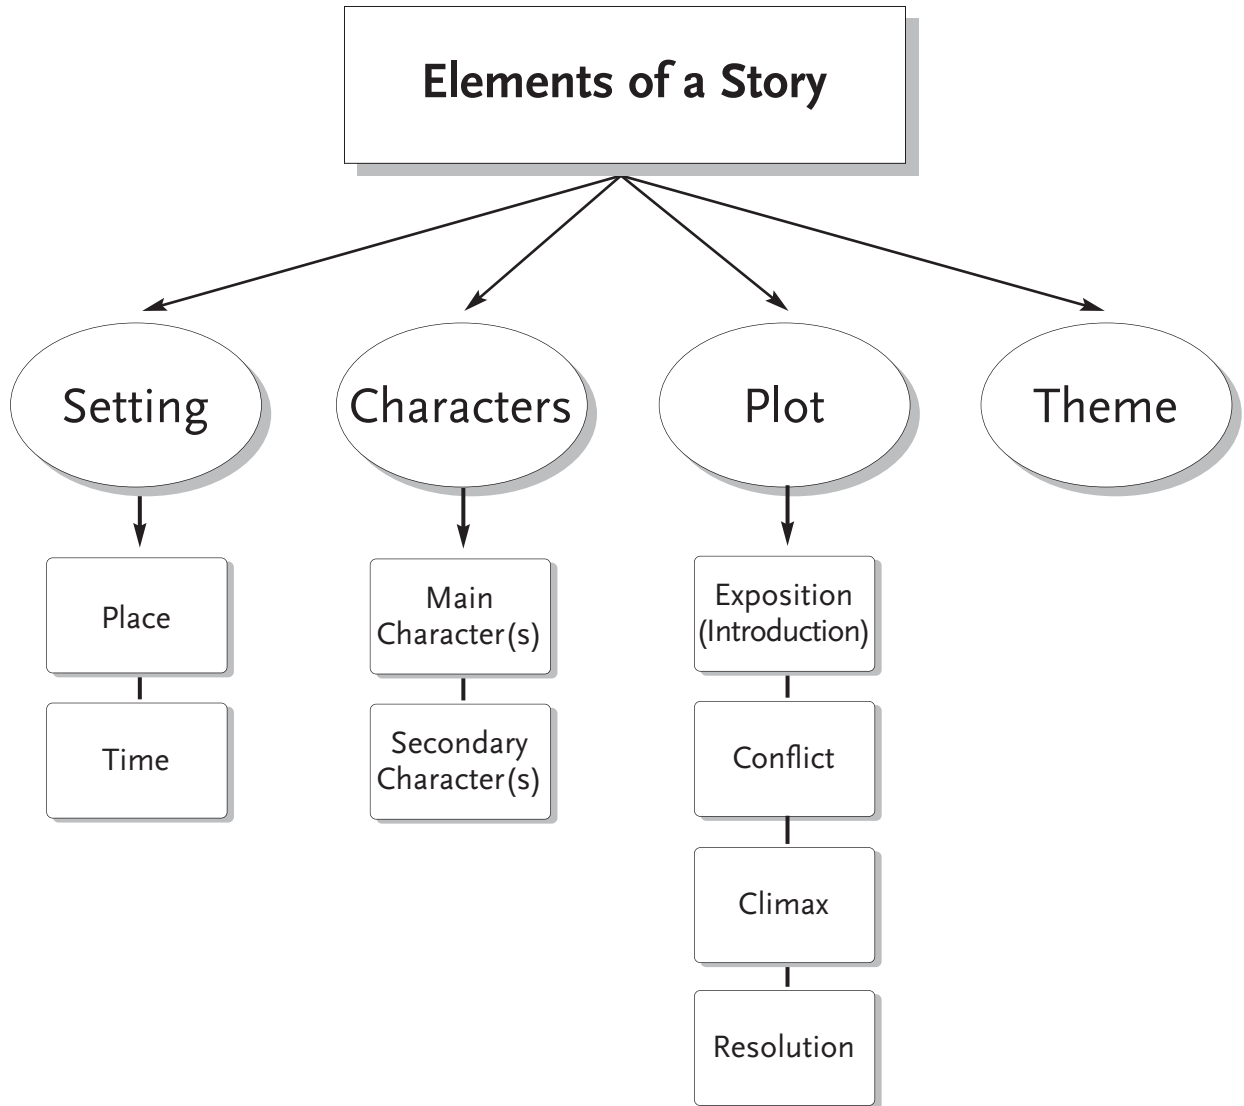 Elements of a Story
Setting
Characters
Plot
Theme
Place
Time
Main
Character(s)
Secondary
Character(s)
Exposition
(Introduction)
Conflict
Climax
Resolution